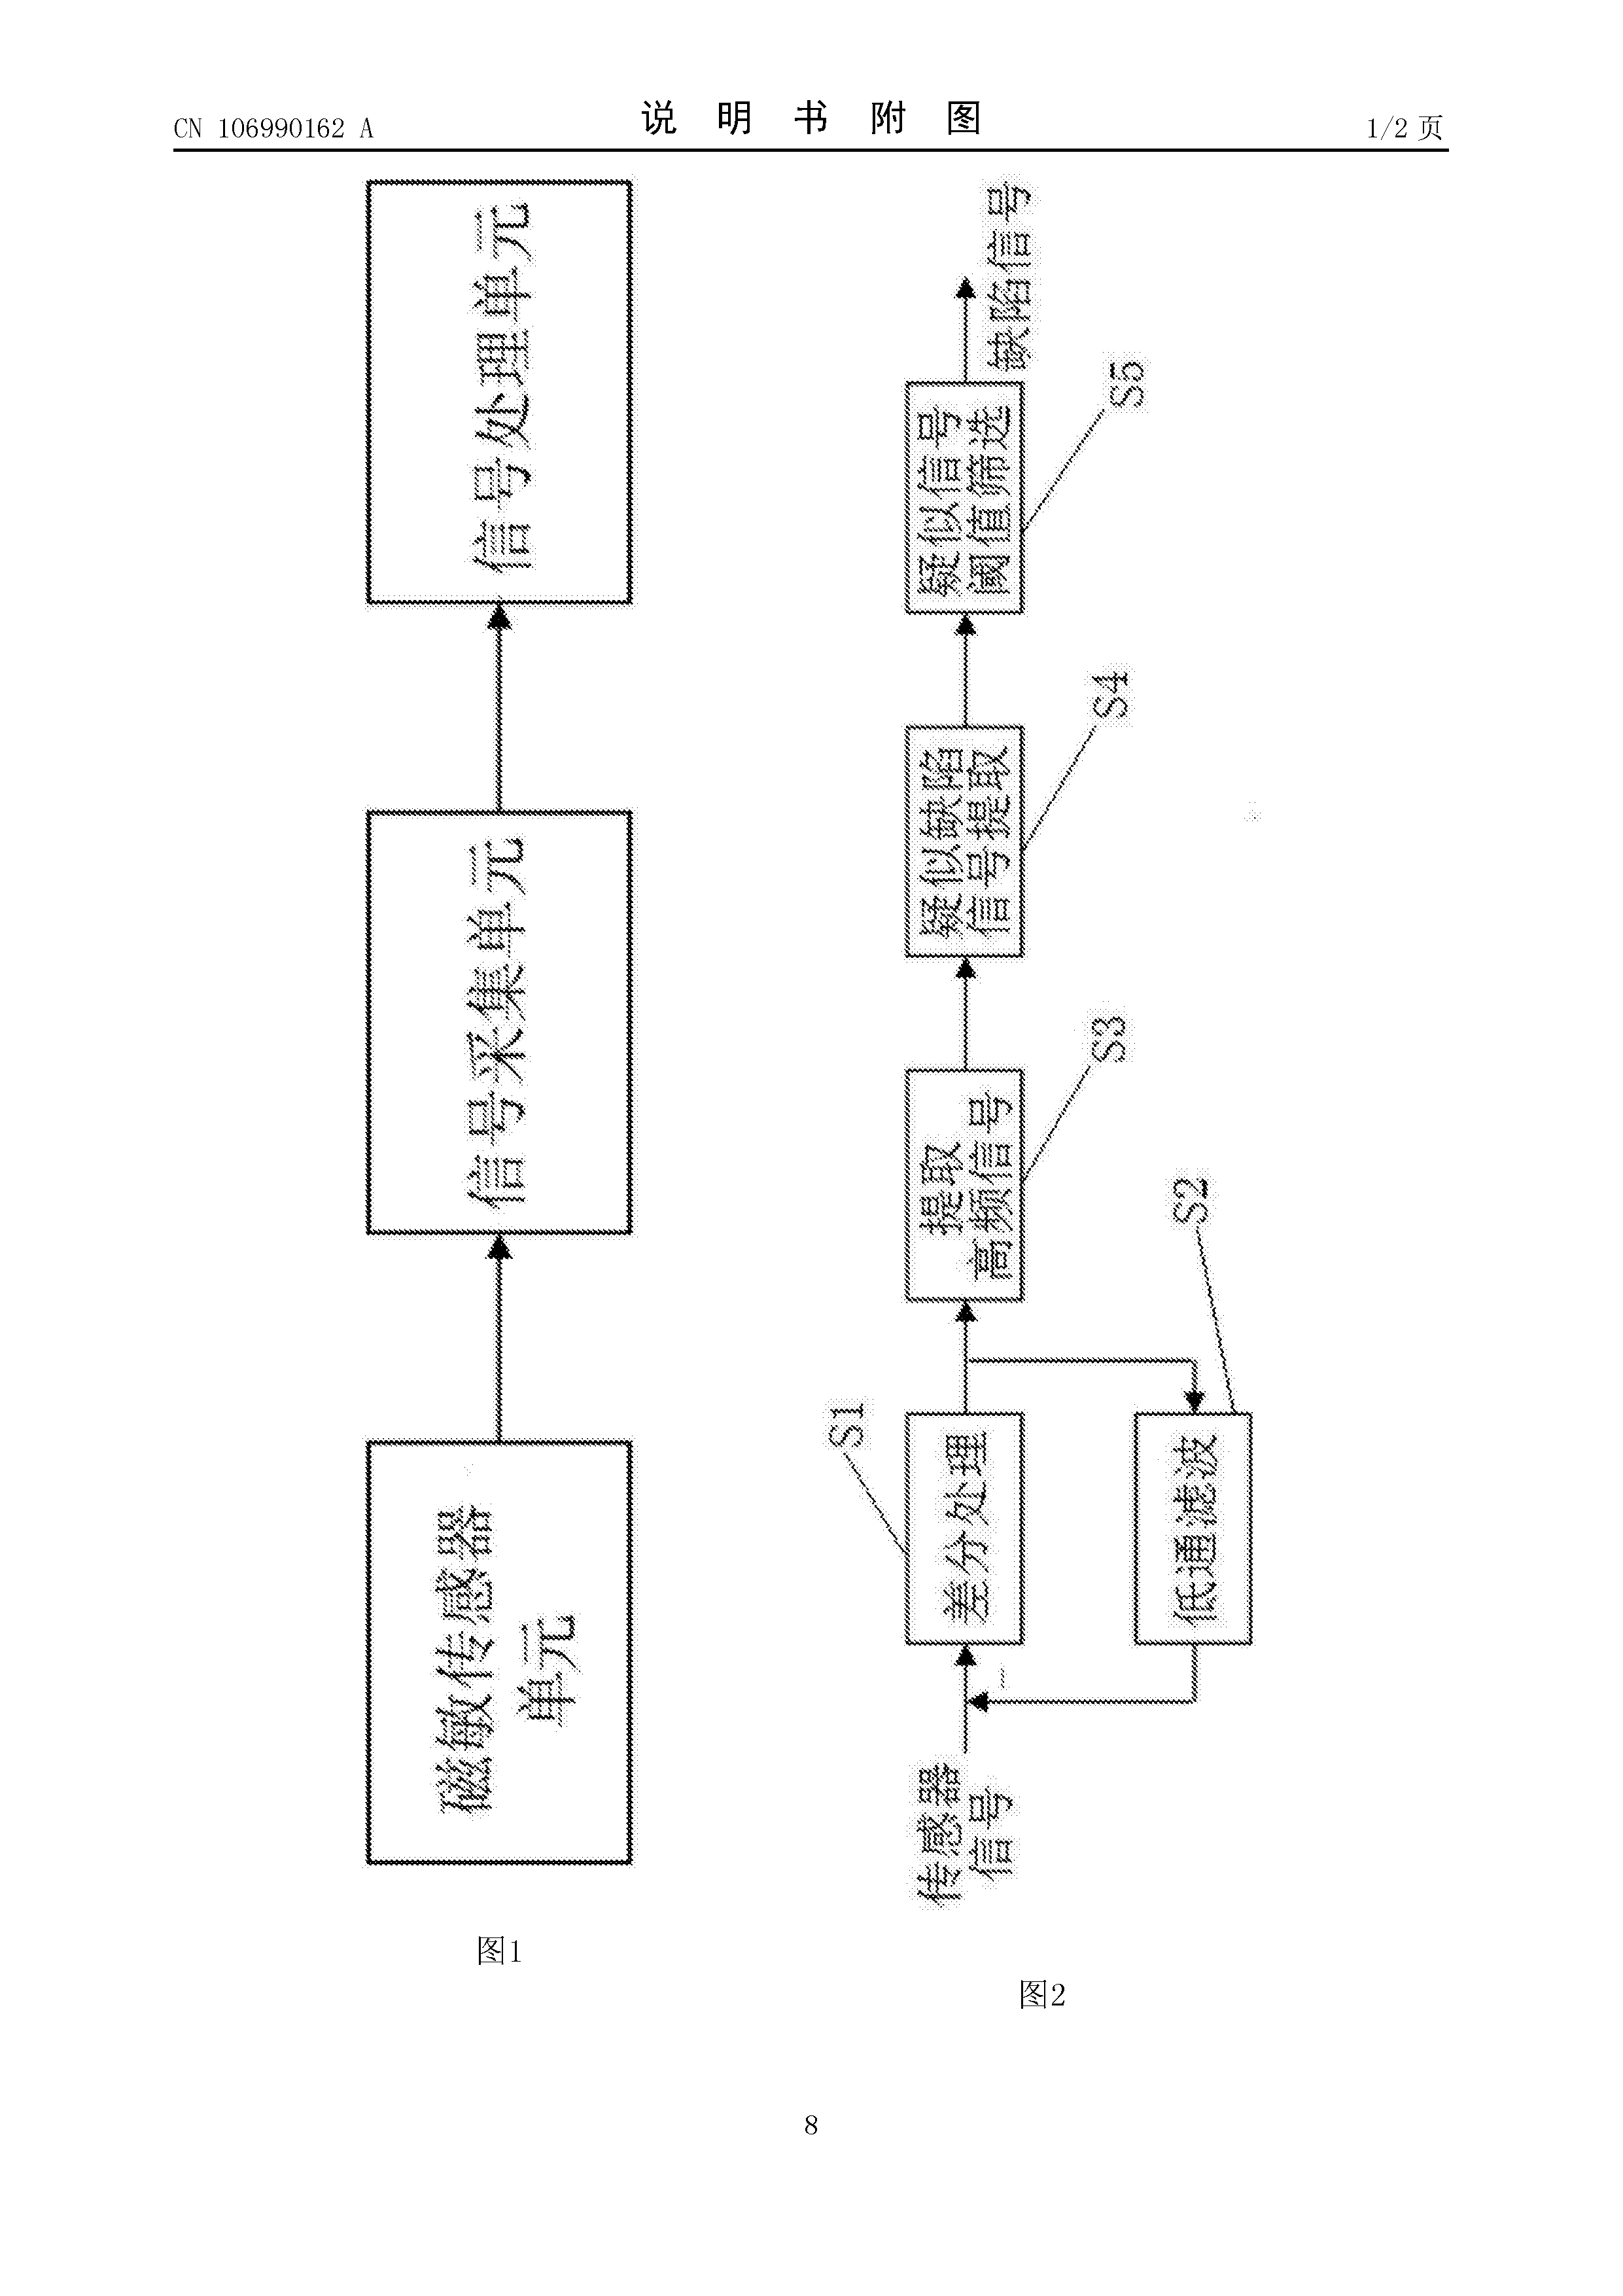 CN 106990162 A
说 明 书 附 图
1/2 页
磁敏传感器
单元
信号采集单元
信号处理单元
图1
传感器
信号
−
差分处理
S1
低通滤波
S2
提取
高频信号
S3
疑似缺陷
信号提取
S4
疑似信号
阈值筛选
S5
缺陷信号
图2
8